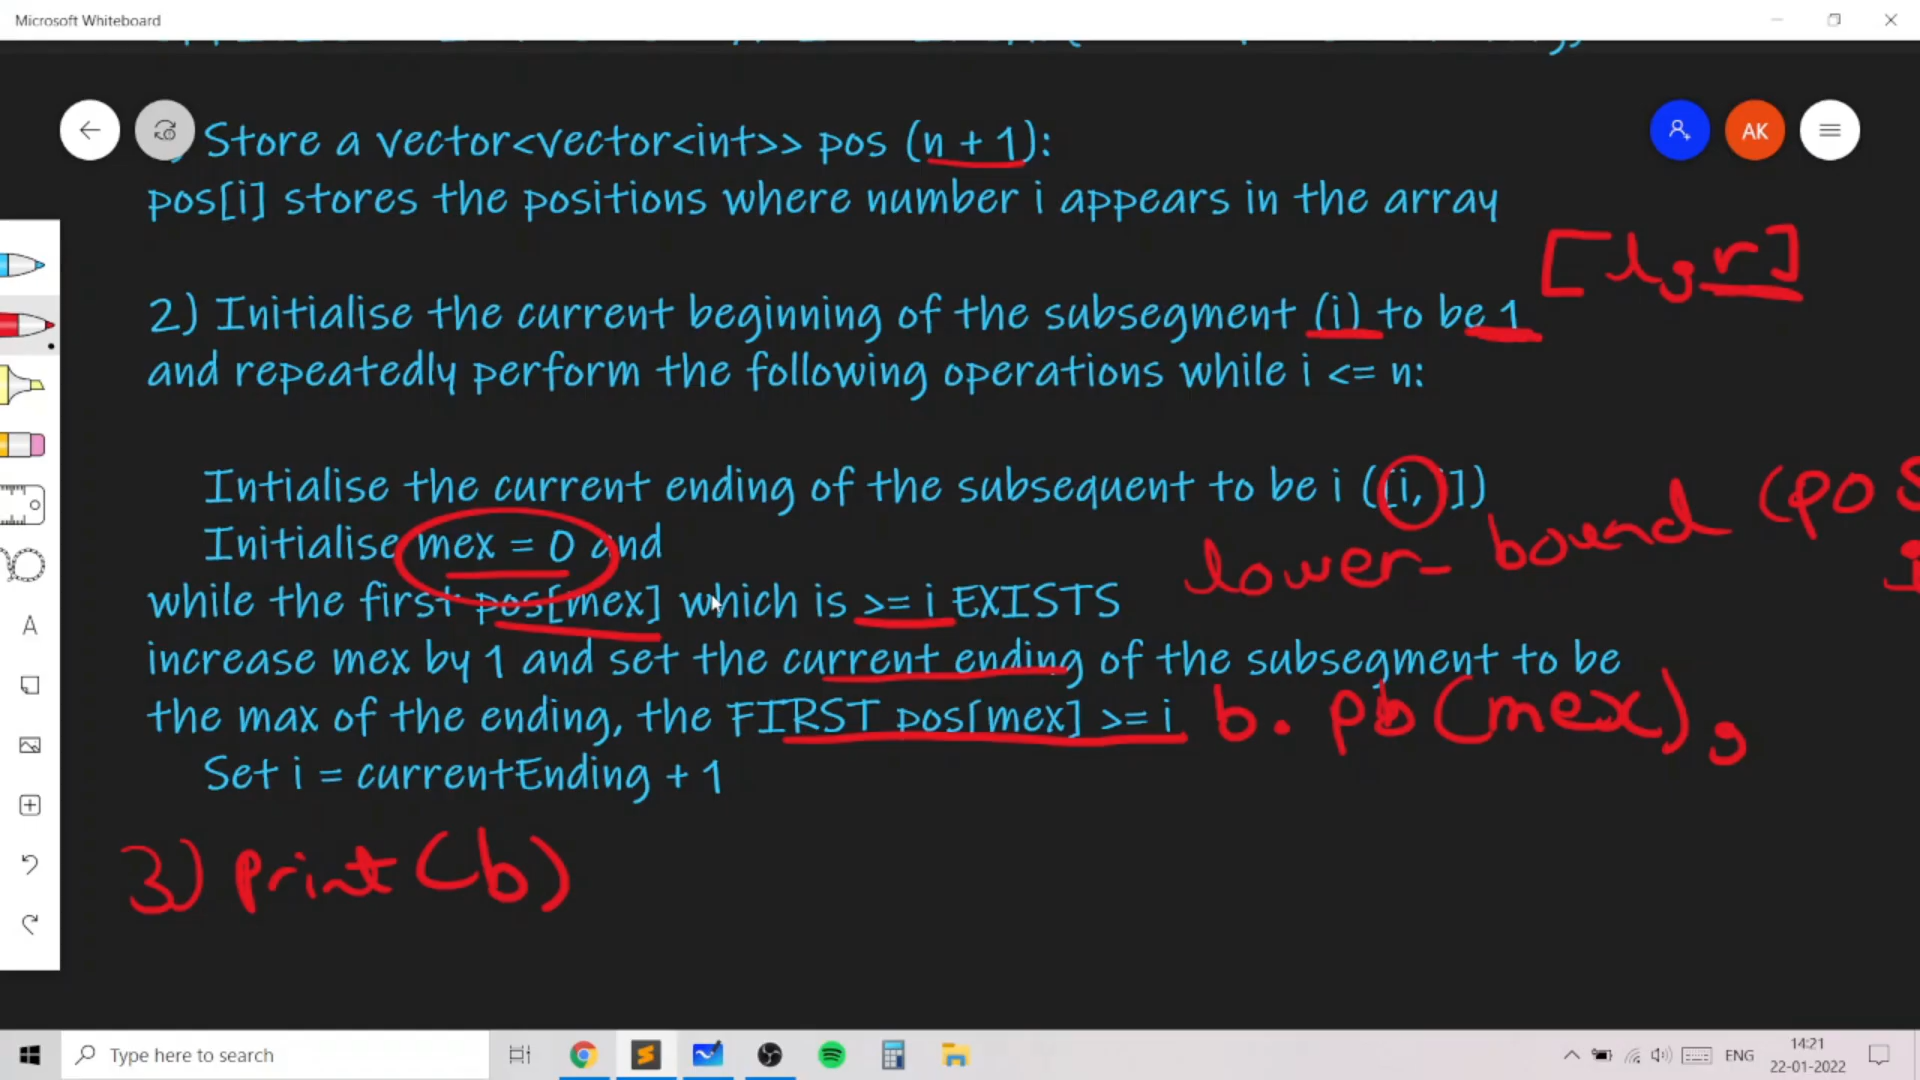 Microsoft Whiteboard
AK
Store a vector<vector<int>> pos (n + 1):
pos[i] stores the positions where number i appears in the array
[l, r]
2) Initialise the current beginning of the subsegment (i) to be 1
and repeatedly perform the following operations while i <= n:
Intialise the current ending of the subsequent to be i ([i, ])
lower_bound (pos
Initialise mex = 0 and
while the first pos[mex] which is >= i EXISTS
increase mex by 1 and set the current ending of the subsegment to be
the max of the ending, the FIRST pos[mex] >= i
b. pb(mex);
Set i = currentEnding + 1
3) print(b)
A
Type here to search
ENG
14:21
22-01-2022